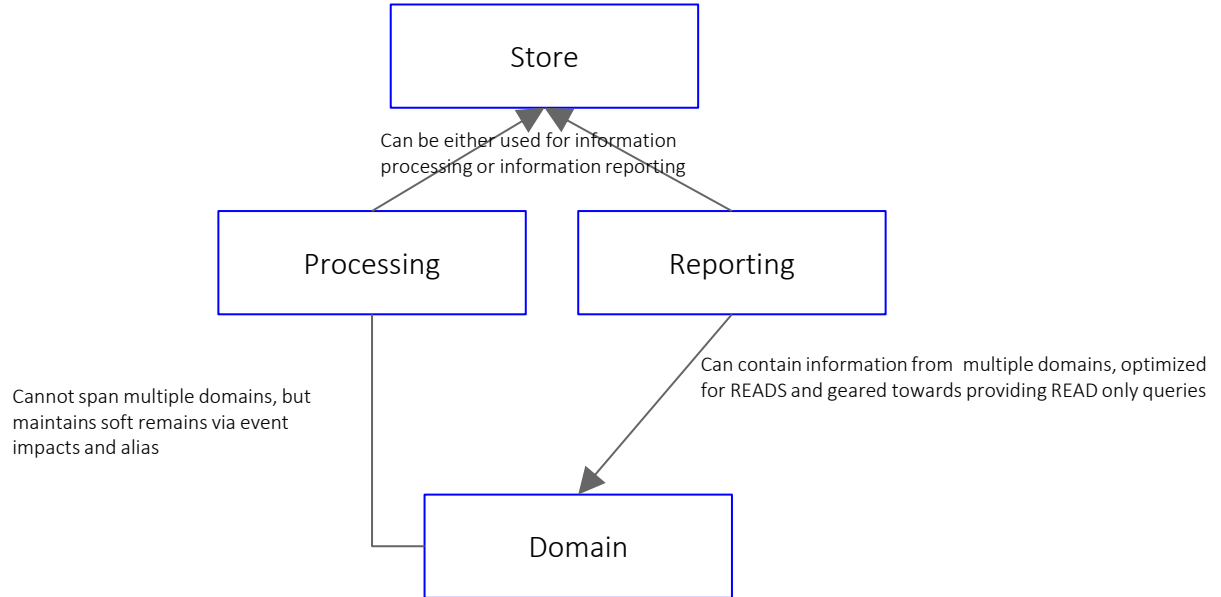 Store
Can be either used for information
processing or information reporting
Processing
Reporting
Can contain information from  multiple domains, optimized
for READS and geared towards providing READ only queries
Cannot span multiple domains, but
maintains soft remains via event
impacts and alias
Domain